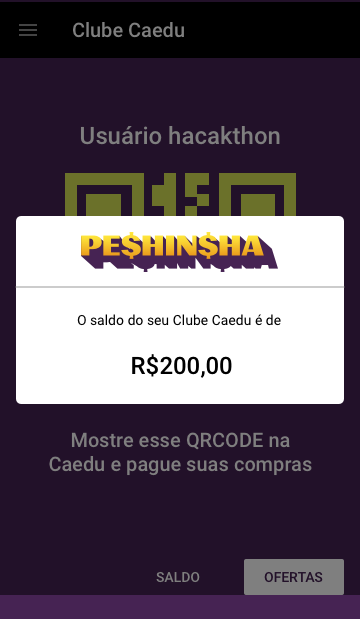 Clube Caedu
Usuário hacakthon
PE$HIN$HA
O saldo do seu Clube Caedu é de
R$200,00
Mostre esse QRCODE na
Caedu e pague suas compras
SALDO
OFERTAS